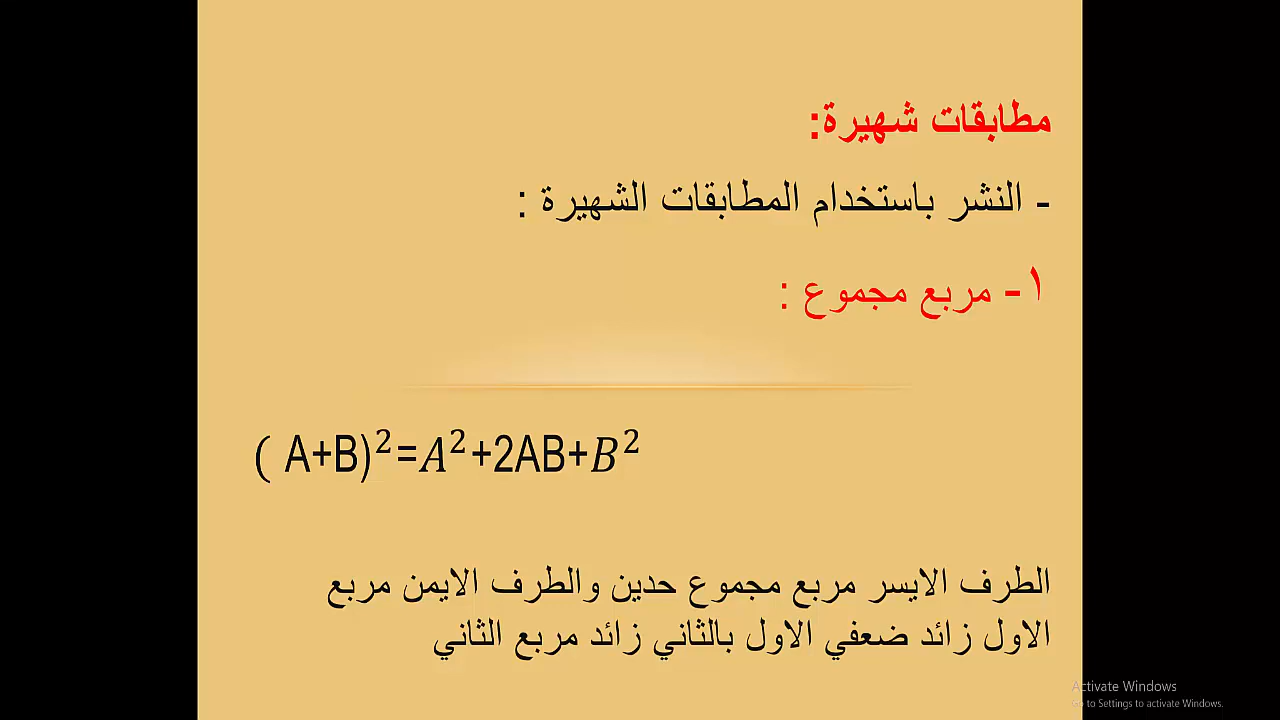 مطابقات شهيرة:
- النشر باستخدام المطابقات الشهيرة :
١- مربع مجموع :
( A+B)²=A²+2AB+B²
الطرف الايسر مربع مجموع حدين والطرف الايمن مربع
الاول زائد ضعفي الاول بالثاني زائد مربع الثاني
Activate Windows
Go to Settings to activate Windows.